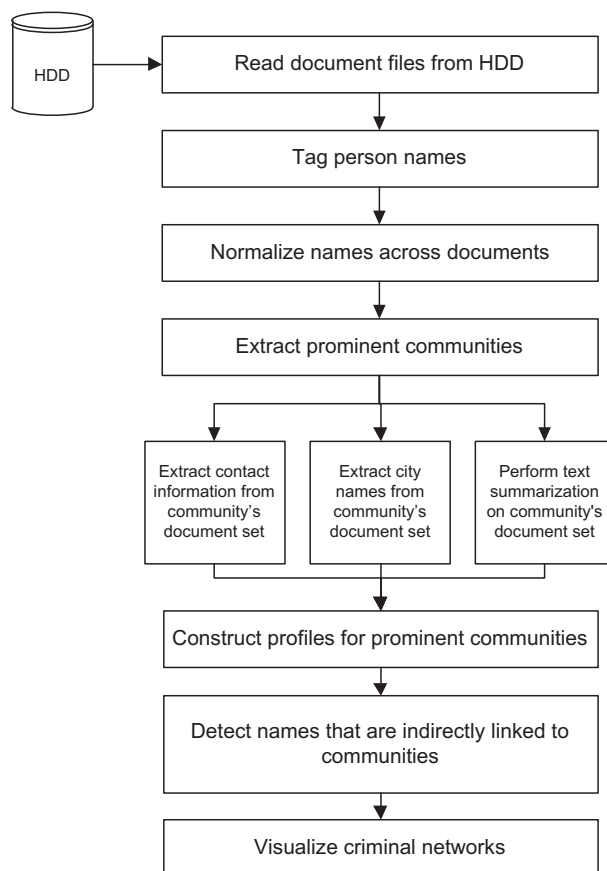 HDD
Read document files from HDD
Tag person names
Normalize names across documents
Extract prominent communities
Extract contact
information from
community’s
document set
Extract city
names from
community’s
document set
Perform text
summarization
on community's
document set
Construct profiles for prominent communities
Detect names that are indirectly linked to
communities
Visualize criminal networks